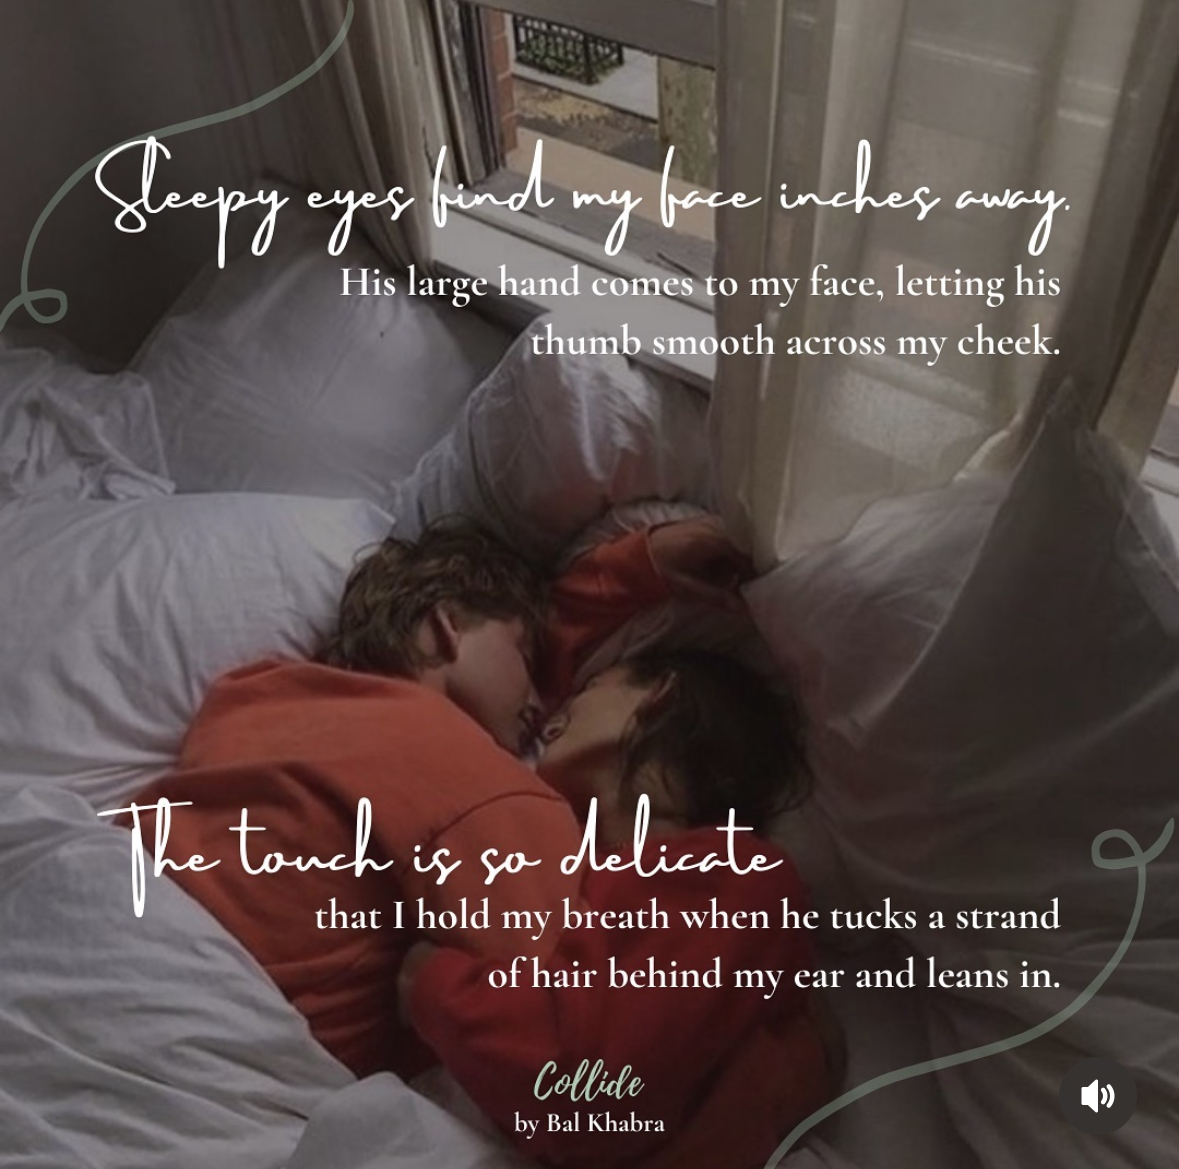 Sleepy eyes find my face inches away.
His large hand comes to my face, letting his
thumb smooth across my cheek.
The touch is so delicate
that I hold my breath when he tucks a strand
of hair behind my ear and leans in.
Collide
by Bal Khabra